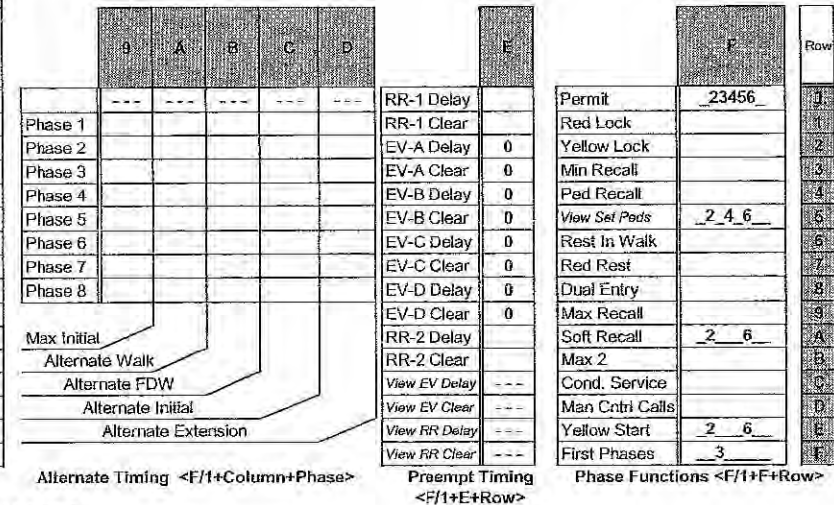 9 A B C D E F Row
--- --- --- --- --- RR-1 Delay Permit _23456_ 0
Phase 1 RR-1 Clear Red Lock 1
Phase 2 EV-A Delay 0 Yellow Lock 2
Phase 3 EV-A Clear 0 Min Recall 3
Phase 4 EV-B Delay 0 Ped Recall 4
Phase 5 EV-B Clear 0 View Set Peds _2_4_6__ 5
Phase 6 EV-C Delay 0 Rest In Walk 6
Phase 7 EV-C Clear 0 Red Rest 7
Phase 8 EV-D Delay 0 Dual Entry 8
EV-D Clear 0 Max Recall 9
Max Initial RR-2 Delay Soft Recall _2___6__ A
Alternate Walk RR-2 Clear Max 2 B
Alternate FDW View EV Delay --- Cond. Service C
Alternate Initial View EV Clear --- Man Cntrl Calls D
Alternate Extension View RR Delay --- Yellow Start _2___6__ E
View RR Clear --- First Phases __3_____ F
Alternate Timing <F/1+Column+Phase> Preempt Timing Phase Functions <F/1+F+Row>
<F/1+E+Row>